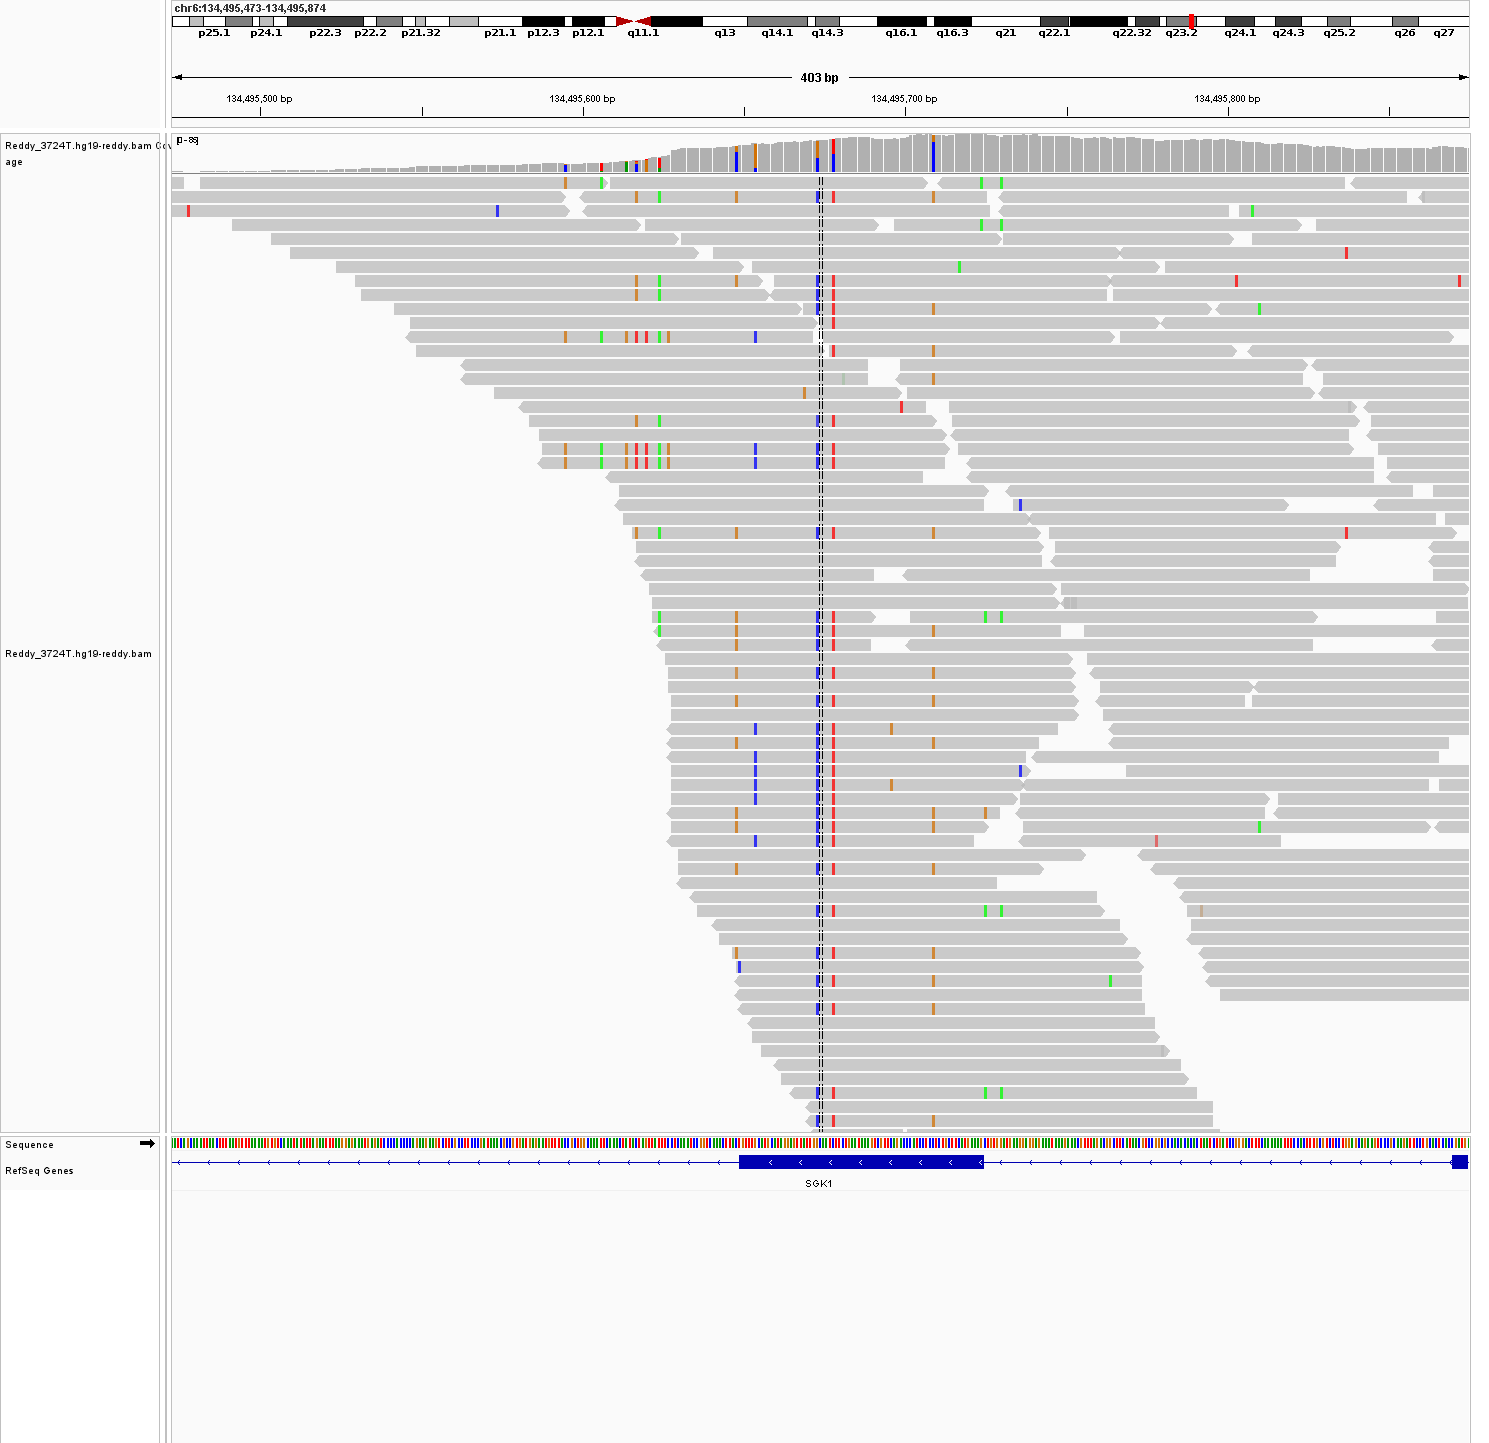 chr6:134,495,473-134,495,874
p25.1 p24.1 p22.3 p22.2 p21.32 p21.1 p12.3 p12.1 q11.1 q13 q14.1 q14.3 q16.1 q16.3 q21 q22.1 q22.32 q23.2 q24.1 q24.3 q25.2 q26 q27
403 bp
134,495,500 bp 134,495,600 bp 134,495,700 bp 134,495,800 bp
Reddy_3724T.hg19-reddy.bam Cov
age
Reddy_3724T.hg19-reddy.bam
Sequence
RefSeq Genes
SGK1